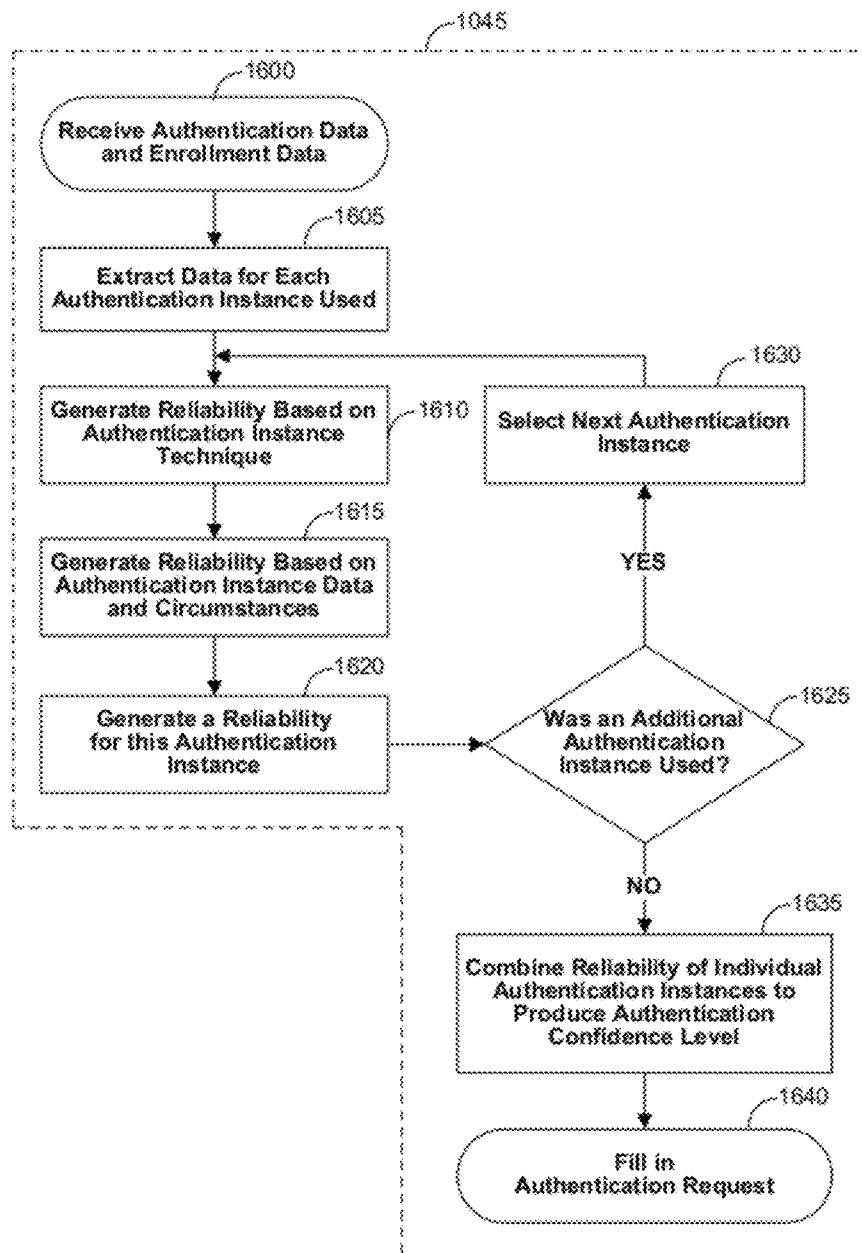 1045
1600
Receive Authentication Data
and Enrollment Data
1605
Extract Data for Each
Authentication Instance Used
1610
Generate Reliability Based on
Authentication Instance
Technique
1615
Generate Reliability Based on
Authentication Instance Data
and Circumstances
1620
Generate a Reliability
for this Authentication
Instance
1630
Select Next Authentication
Instance
YES
1625
Was an Additional
Authentication
Instance Used?
NO
1635
Combine Reliability of Individual
Authentication Instances to
Produce Authentication
Confidence Level
1640
Fill in
Authentication Request